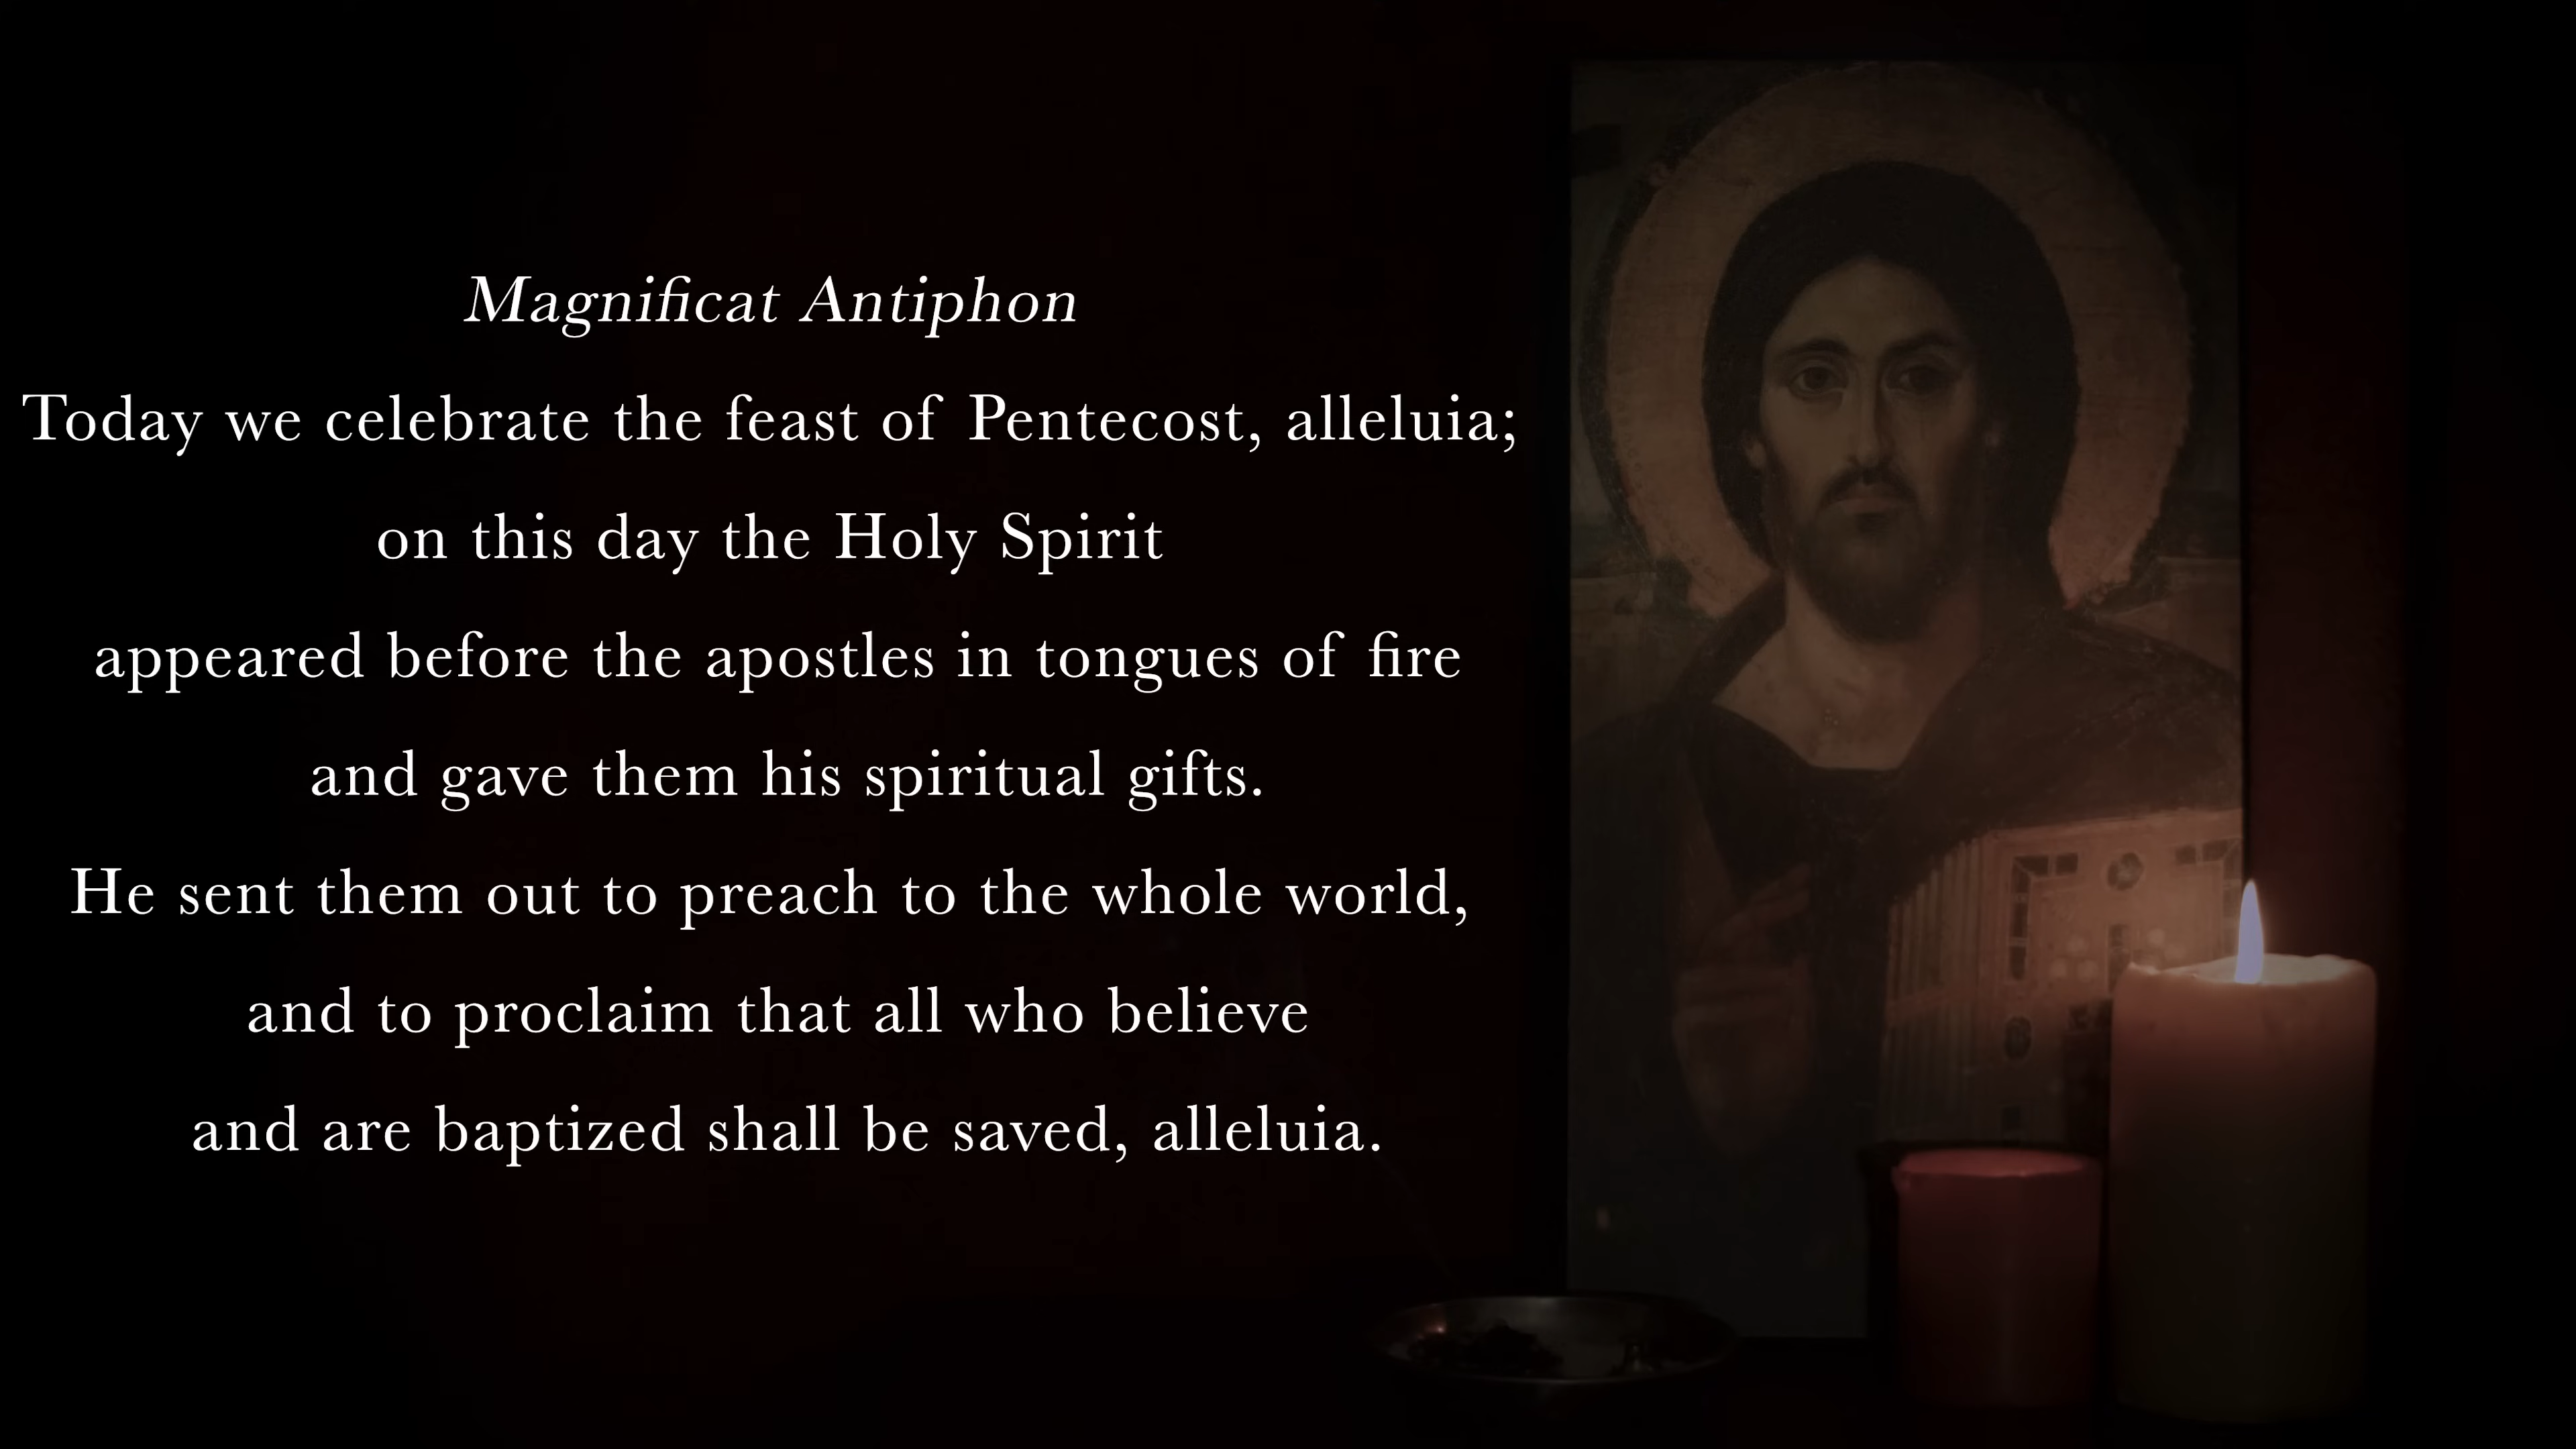 Magnificat Antiphon
Today we celebrate the feast of Pentecost, alleluia;
on this day the Holy Spirit
appeared before the apostles in tongues of fire
and gave them his spiritual gifts.
He sent them out to preach to the whole world,
and to proclaim that all who believe
and are baptized shall be saved, alleluia.